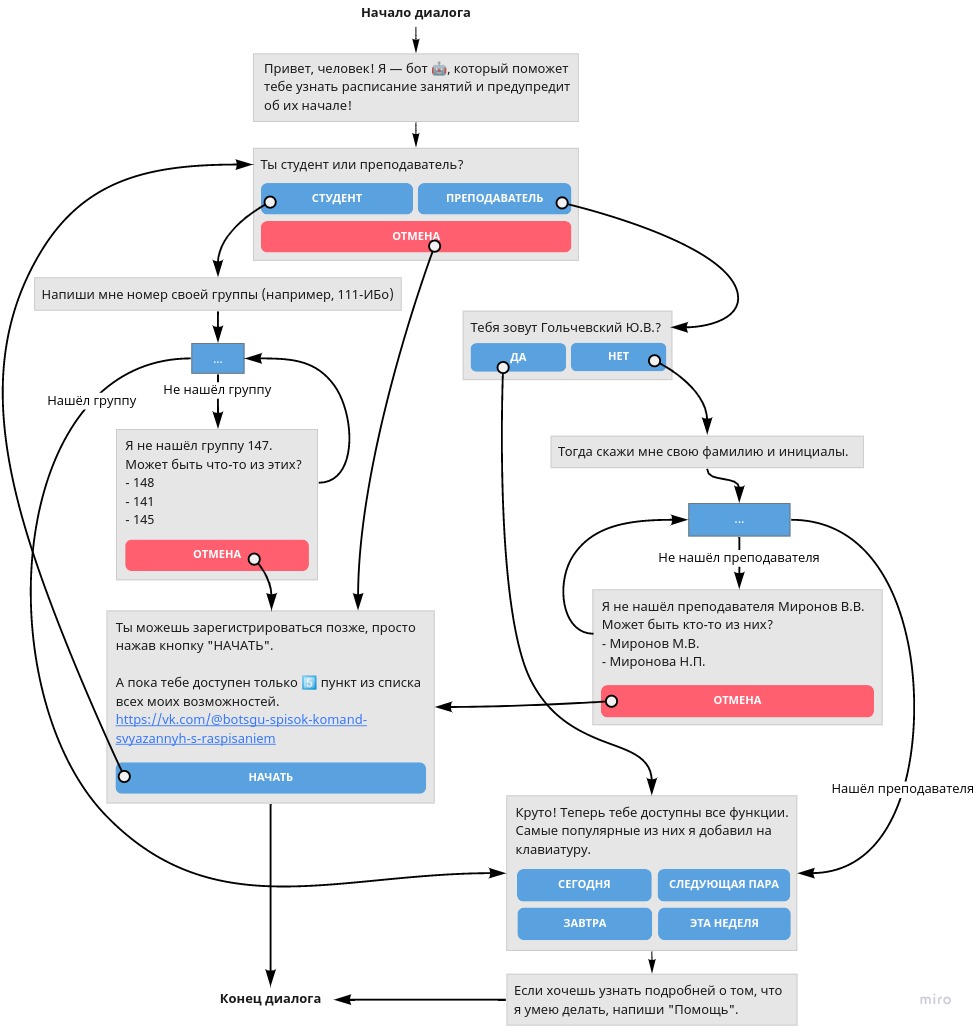 Начало диалога
Привет, человек! Я — бот 🤖, который поможет
тебе узнать расписание занятий и предупредит
об их начале!
Ты студент или преподаватель?
СТУДЕНТ
ПРЕПОДАВАТЕЛЬ
ОТМЕНА
Напиши мне номер своей группы (например, 111-ИБо)
Тебя зовут Гольчевский Ю.В.?
ДА
НЕТ
...
Не нашёл группу
Нашёл группу
Я не нашёл группу 147.
Может быть что-то из этих?
- 148
- 141
- 145
ОТМЕНА
Тогда скажи мне свою фамилию и инициалы.
...
Не нашёл преподавателя
Я не нашёл преподавателя Миронов В.В.
Может быть кто-то из них?
- Миронов М.В.
- Миронова Н.П.
ОТМЕНА
Ты можешь зарегистрироваться позже, просто
нажав кнопку "НАЧАТЬ".
А пока тебе доступен только 5️⃣ пункт из списка
всех моих возможностей.
https://vk.com/@botsgu-spisok-komand-
svyazannyh-s-raspisaniem
НАЧАТЬ
Нашёл преподавателя
Круто! Теперь тебе доступны все функции.
Самые популярные из них я добавил на
клавиатуру.
СЕГОДНЯ
СЛЕДУЮЩАЯ ПАРА
ЗАВТРА
ЭТА НЕДЕЛЯ
Если хочешь узнать подробней о том, что
я умею делать, напиши "Помощь".
Конец диалога
miro